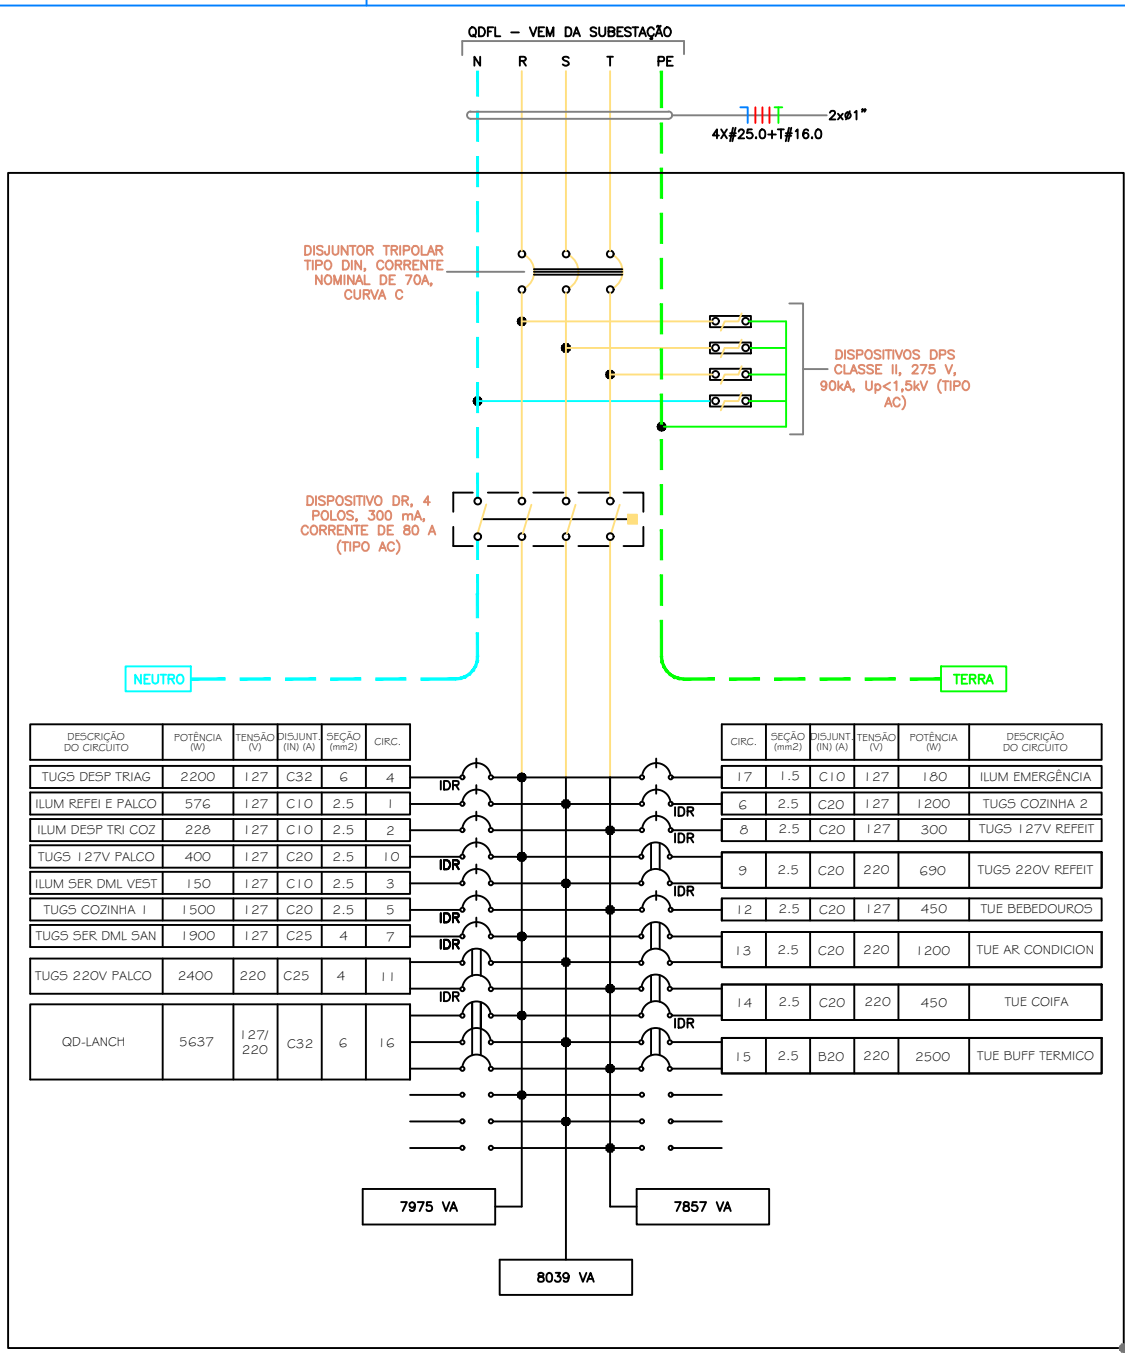 QDFL – VEM DA SUBESTAÇÃO
N R S T PE
2xø1"
4X#25.0+T#16.0
DISJUNTOR TRIPOLAR
TIPO DIN, CORRENTE
NOMINAL DE 70A,
CURVA C
DISPOSITIVOS DPS
CLASSE II, 275 V,
90kA, Up<1,5kV (TIPO
AC)
DISPOSITIVO DR, 4
POLOS, 300 mA,
CORRENTE DE 80 A
(TIPO AC)
NEUTRO
TERRA
DESCRIÇÃO DO CIRCUITO POTÊNCIA (W) TENSÃO (V) DISJUNT. (IN) (A) SEÇÃO (mm2) CIRC.
TUGS DESP TRIAG 2200 127 C32 6 4
IDR
ILUM REFEI E PALCO 576 127 C10 2.5 1
ILUM DESP TRI COZ 228 127 C10 2.5 2
TUGS 127V PALCO 400 127 C20 2.5 10
IDR
ILUM SER DML VEST 150 127 C10 2.5 3
TUGS COZINHA 1 1500 127 C20 2.5 5
IDR
TUGS SER DML SAN 1900 127 C25 4 7
IDR
TUGS 220V PALCO 2400 220 C25 4 11
IDR
QD-LANCH 5637 127/ 220 C32 6 16
CIRC. SEÇÃO (mm2) DISJUNT. (IN) (A) TENSÃO (V) POTÊNCIA (W) DESCRIÇÃO DO CIRCUITO
17 1.5 C10 127 180 ILUM EMERGÊNCIA
6 2.5 C20 127 1200 TUGS COZINHA 2
IDR
8 2.5 C20 127 300 TUGS 127V REFEIT
IDR
9 2.5 C20 220 690 TUGS 220V REFEIT
IDR
12 2.5 C20 127 450 TUE BEBEDOUROS
13 2.5 C20 220 1200 TUE AR CONDICION
14 2.5 C20 220 450 TUE COIFA
IDR
15 2.5 B20 220 2500 TUE BUFF TERMICO
7975 VA
7857 VA
8039 VA